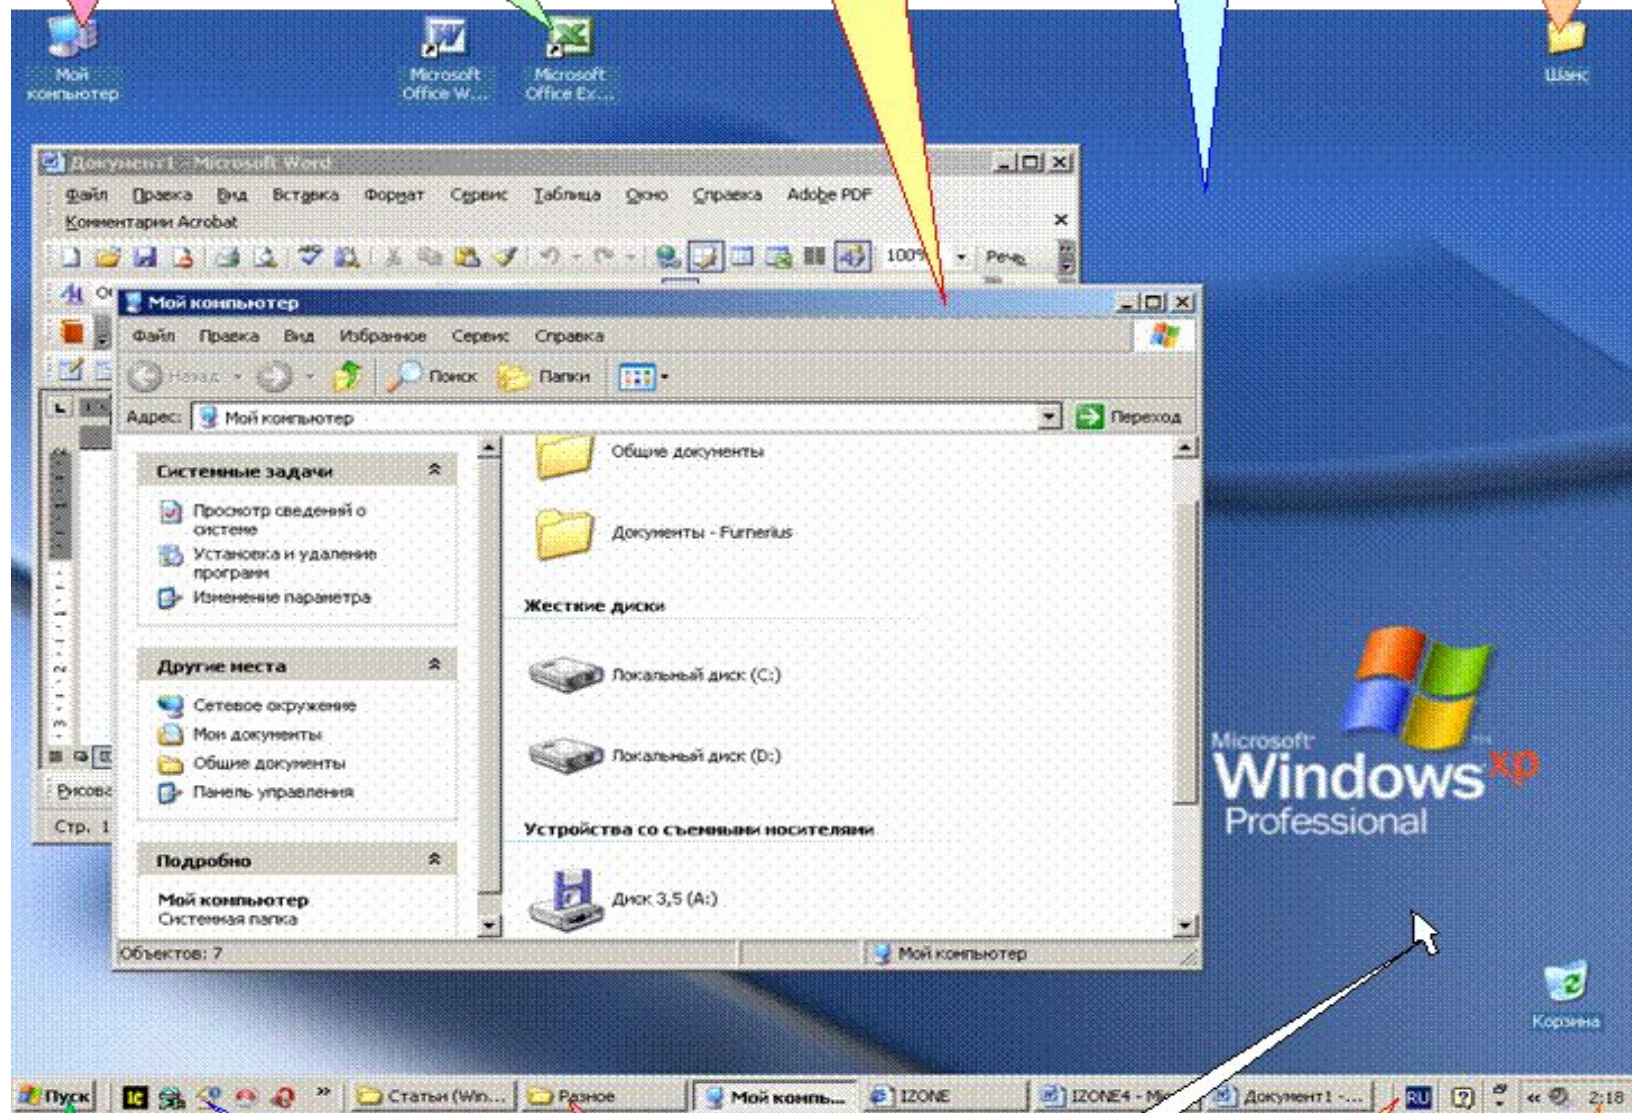 Мой
компьютер
Microsoft
Office W...
Microsoft
Office Ex...
Шанс
Документ1 - Microsoft Word
Файл Правка Вид Вставка Формат Сервис Таблица Окно Справка Adobe PDF
Комментарии Acrobat
100%
Мой компьютер
Файл Правка Вид Избранное Сервис Справка
Назад Поиск Папки
Адрес: Мой компьютер Переход
Системные задачи
Просмотр сведений о
системе
Установка и удаление
программ
Изменение параметра
Другие места
Сетевое окружение
Мои документы
Общие документы
Панель управления
Подробно
Мой компьютер
Системная папка
Общие документы
Документы - Furnerius
Жесткие диски
Локальный диск (C:)
Локальный диск (D:)
Устройства со съемными носителями
Диск 3,5 (A:)
Объектов: 7
Мой компьютер
Стр. 1
Microsoft
Windows xp
Professional
Корзина
Пуск
Статьи (Win...
Разное
Мой компь...
IZONE
IZONE4 - Mi
Документ1 -...
RU
2:18